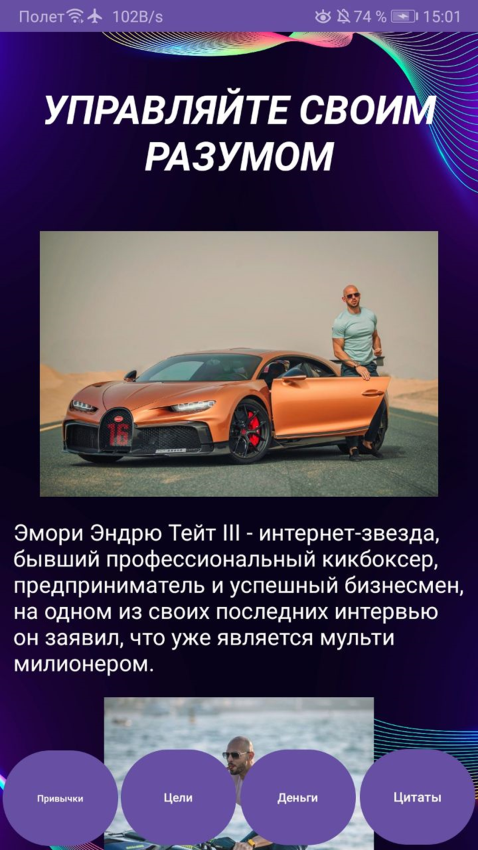 Полет 102B/s 74 % 15:01
УПРАВЛЯЙТЕ СВОИМ
РАЗУМОМ
16
Эмори Эндрю Тейт III - интернет-звезда,
бывший профессиональный кикбоксер,
предприниматель и успешный бизнесмен,
на одном из своих последних интервью
он заявил, что уже является мульти
милионером.
Привычки Цели Деньги Цитаты